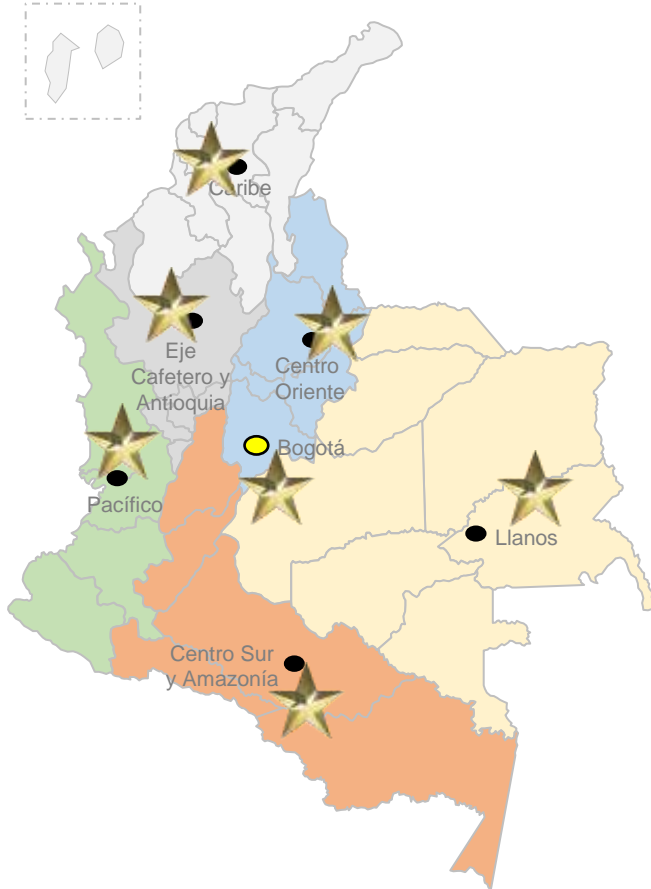 Caribe
Eje
Cafetero y
Antioquia
Centro
Oriente
Bogotá
Pacífico
Llanos
Centro Sur
y Amazonía